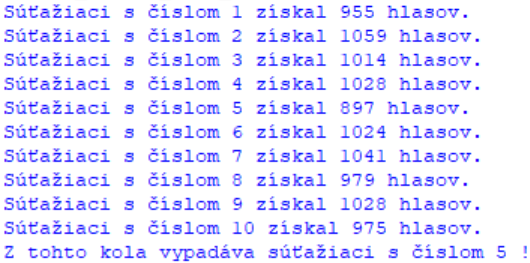 Súťažiaci s číslom 1 získal 955 hlasov.
Súťažiaci s číslom 2 získal 1059 hlasov.
Súťažiaci s číslom 3 získal 1014 hlasov.
Súťažiaci s číslom 4 získal 1028 hlasov.
Súťažiaci s číslom 5 získal 897 hlasov.
Súťažiaci s číslom 6 získal 1024 hlasov.
Súťažiaci s číslom 7 získal 1041 hlasov.
Súťažiaci s číslom 8 získal 979 hlasov.
Súťažiaci s číslom 9 získal 1028 hlasov.
Súťažiaci s číslom 10 získal 975 hlasov.
Z tohto kola vypadáva súťažiaci s číslom 5 !